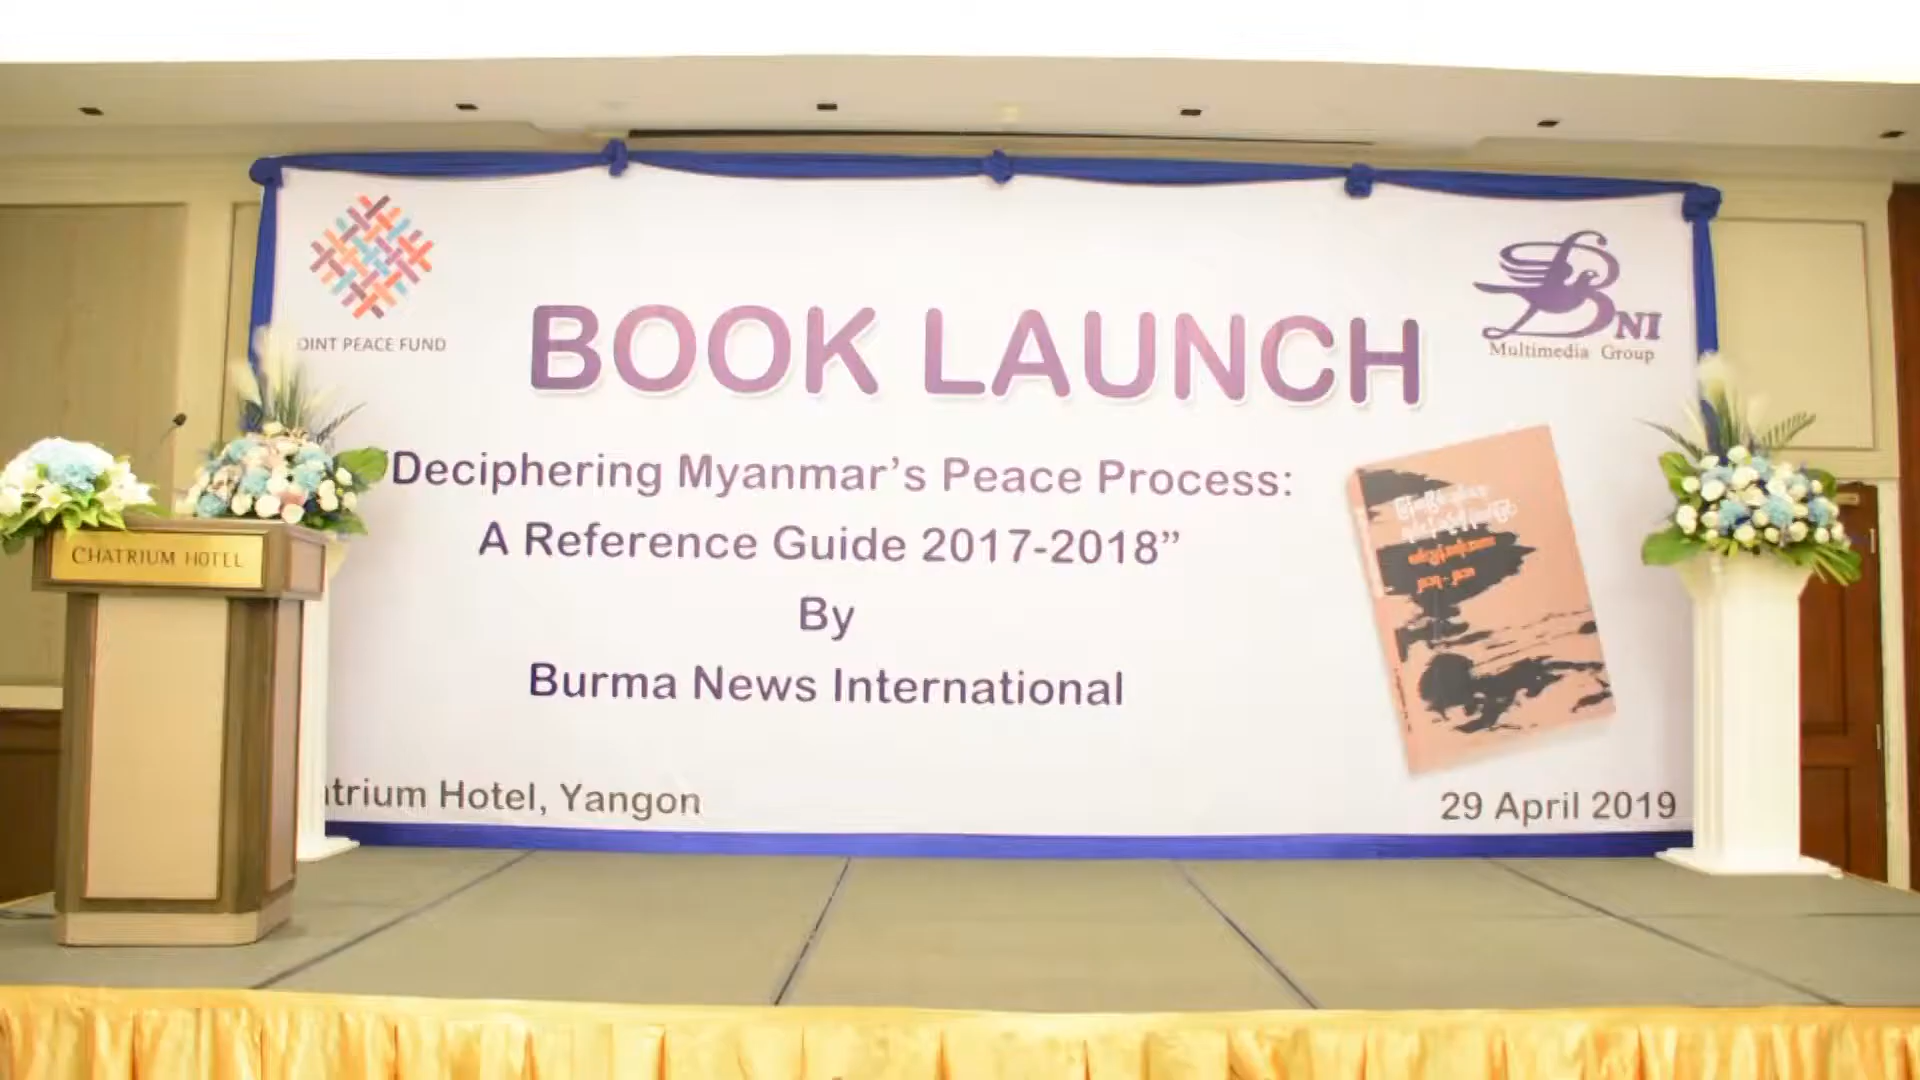 OINT PEACE FUND
BNI
Multimedia Group
BOOK LAUNCH
"Deciphering Myanmar's Peace Process:
A Reference Guide 2017-2018"
By
Burma News International
CHATRIUM HOTEL
atrium Hotel, Yangon
29 April 2019